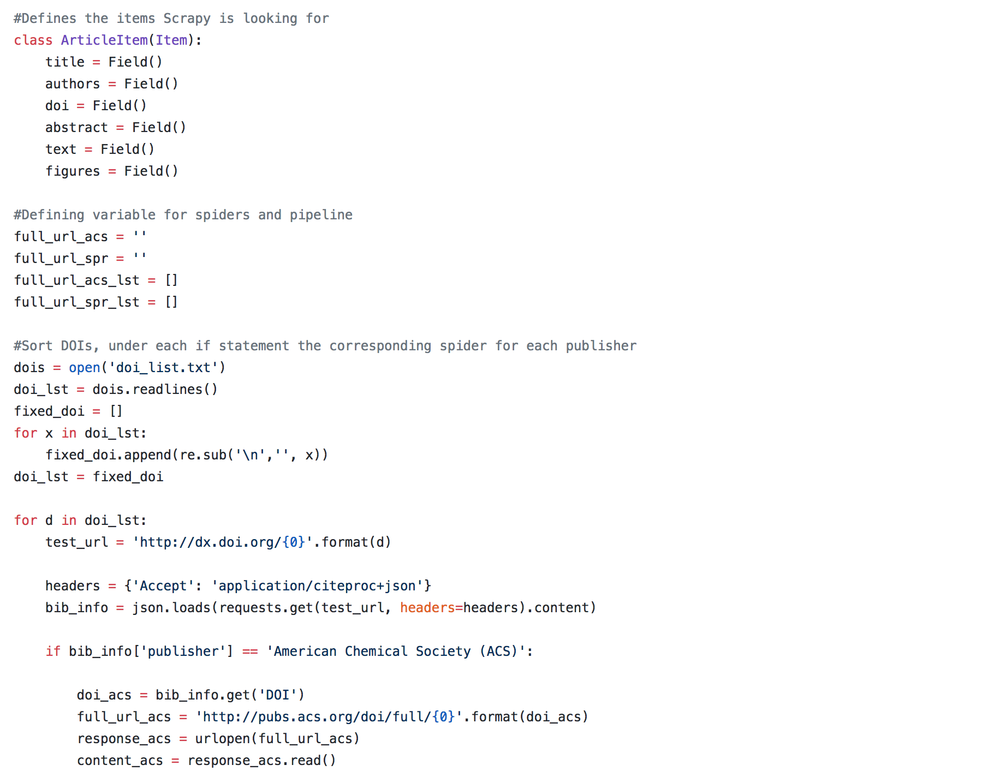 #Defines the items Scrapy is looking for
class ArticleItem(Item):
    title = Field()
    authors = Field()
    doi = Field()
    abstract = Field()
    text = Field()
    figures = Field()

#Defining variable for spiders and pipeline
full_url_acs = ''
full_url_spr = ''
full_url_acs_lst = []
full_url_spr_lst = []

#Sort DOIs, under each if statement the corresponding spider for each publisher
dois = open('doi_list.txt')
doi_lst = dois.readlines()
fixed_doi = []
for x in doi_lst:
    fixed_doi.append(re.sub('\n','', x))
doi_lst = fixed_doi

for d in doi_lst:
    test_url = 'http://dx.doi.org/{0}'.format(d)

    headers = {'Accept': 'application/citeproc+json'}
    bib_info = json.loads(requests.get(test_url, headers=headers).content)

    if bib_info['publisher'] == 'American Chemical Society (ACS)':

        doi_acs = bib_info.get('DOI')
        full_url_acs = 'http://pubs.acs.org/doi/full/{0}'.format(doi_acs)
        response_acs = urlopen(full_url_acs)
        content_acs = response_acs.read()